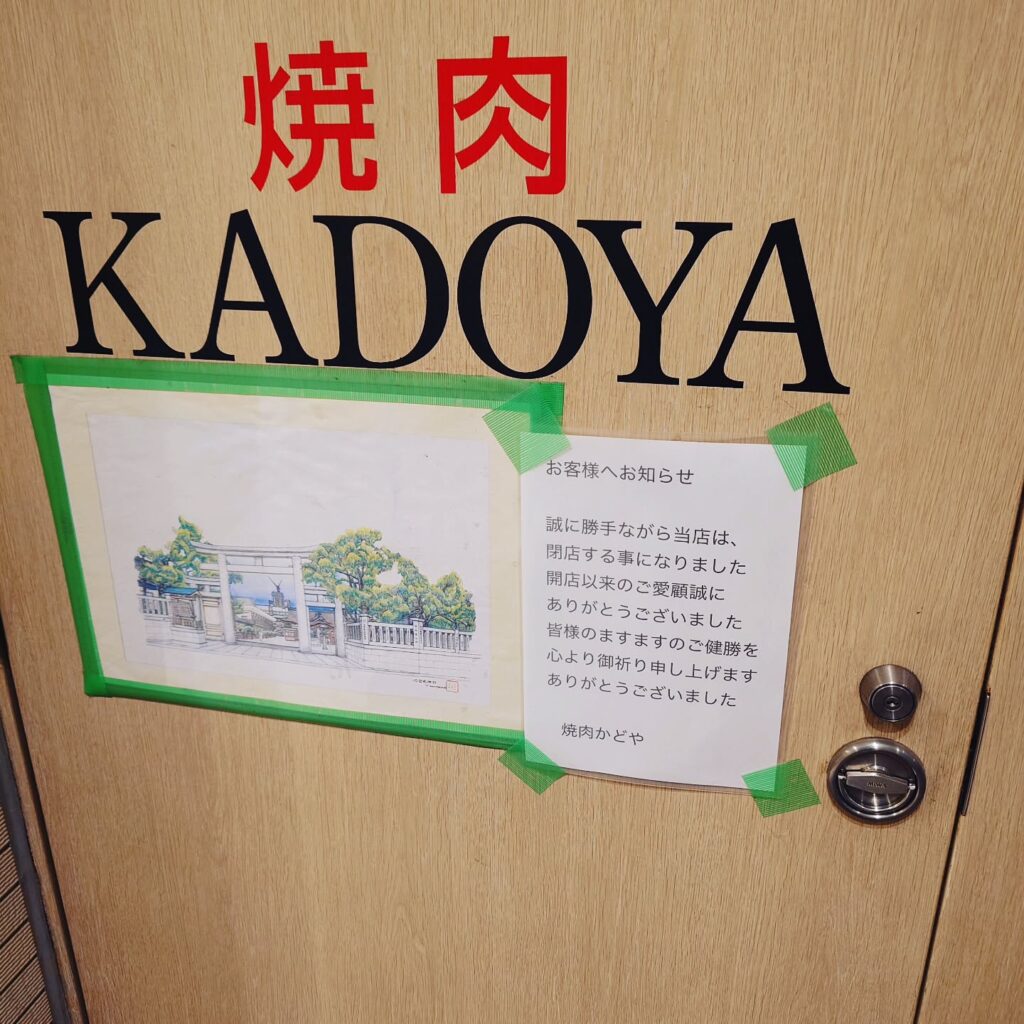 焼肉
KADOYA
お客様へお知らせ
誠に勝手ながら当店は、
閉店する事になりました
開店以来のご愛顧誠に
ありがとうございました
皆様のますますのご健勝を
心より御祈り申し上げます
ありがとうございました
焼肉かどや